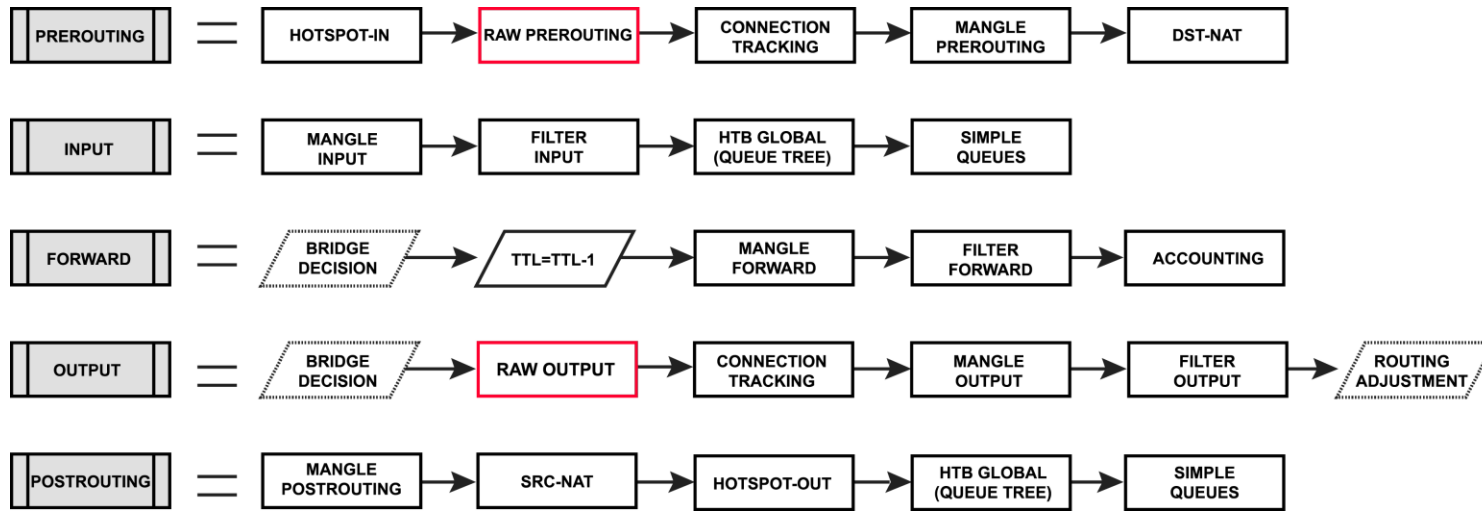 PREROUTING
HOTSPOT-IN
RAW PREROUTING
CONNECTION
TRACKING
MANGLE
PREROUTING
DST-NAT
INPUT
MANGLE
INPUT
FILTER
INPUT
HTB GLOBAL
(QUEUE TREE)
SIMPLE
QUEUES
FORWARD
BRIDGE
DECISION
TTL=TTL-1
MANGLE
FORWARD
FILTER
FORWARD
ACCOUNTING
OUTPUT
BRIDGE
DECISION
RAW OUTPUT
CONNECTION
TRACKING
MANGLE
OUTPUT
FILTER
OUTPUT
ROUTING
ADJUSTMENT
POSTROUTING
MANGLE
POSTROUTING
SRC-NAT
HOTSPOT-OUT
HTB GLOBAL
(QUEUE TREE)
SIMPLE
QUEUES